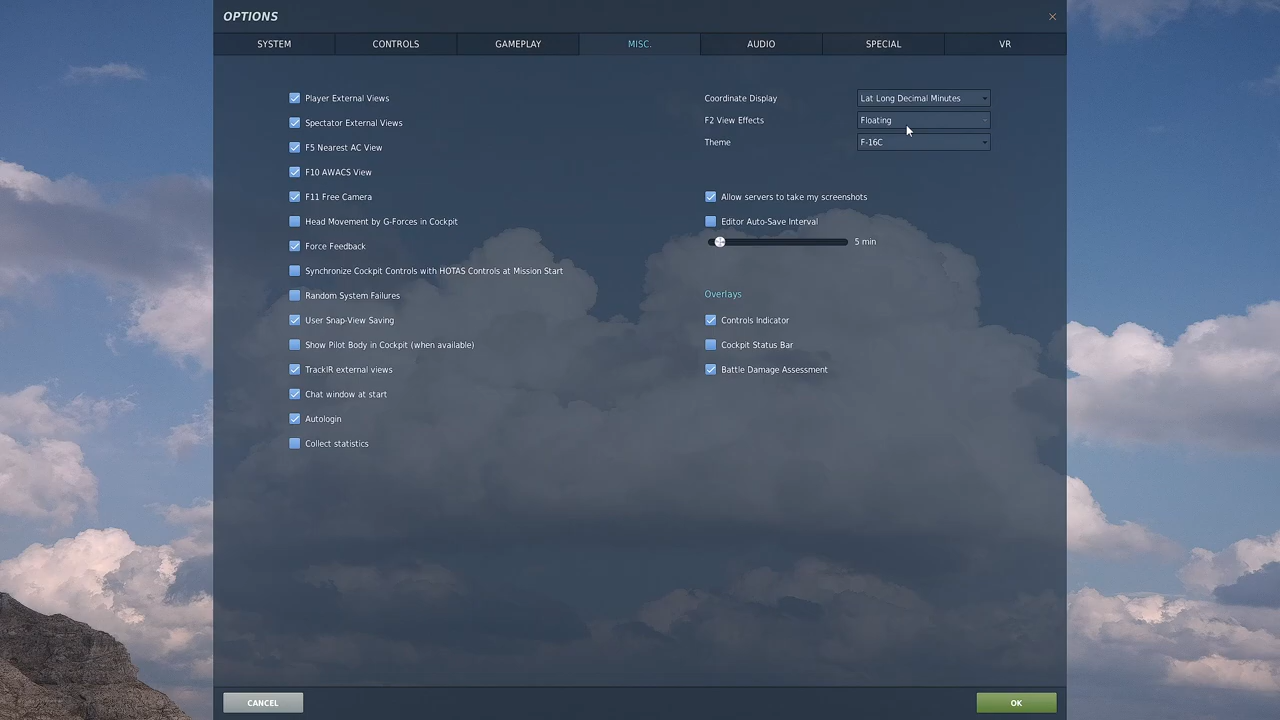 OPTIONS
SYSTEM CONTROLS GAMEPLAY MISC. AUDIO SPECIAL VR
Player External Views
Spectator External Views
F5 Nearest AC View
F10 AWACS View
F11 Free Camera
Head Movement by G-Forces in Cockpit
Force Feedback
Synchronize Cockpit Controls with HOTAS Controls at Mission Start
Random System Failures
User Snap-View Saving
Show Pilot Body in Cockpit (when available)
TrackIR external views
Chat window at start
Autologin
Collect statistics
Coordinate Display Lat Long Decimal Minutes
F2 View Effects Floating
Theme F-16C
Allow servers to take my screenshots
Editor Auto-Save Interval
5 min
Overlays
Controls Indicator
Cockpit Status Bar
Battle Damage Assessment
CANCEL OK